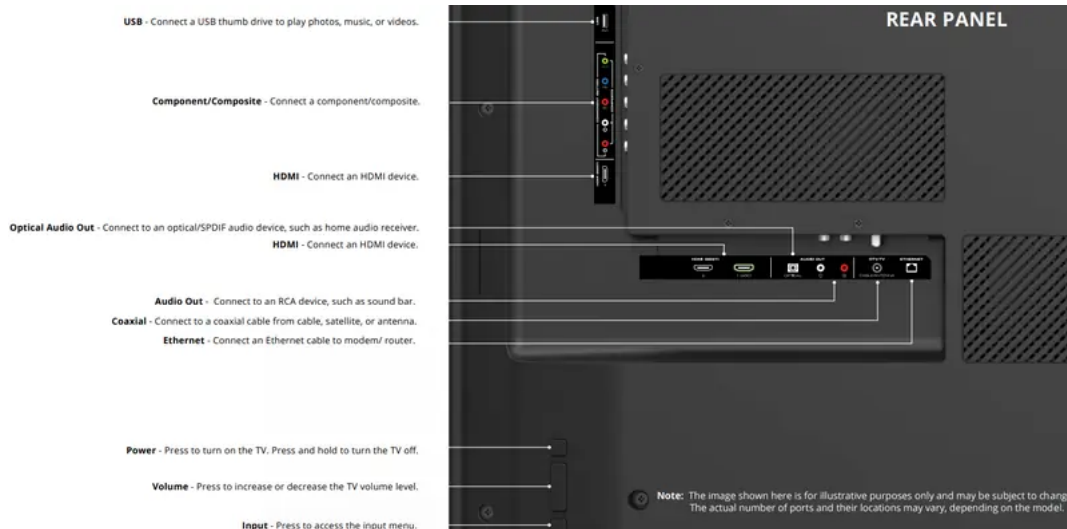 REAR PANEL
USB - Connect a USB thumb drive to play photos, music, or videos.
Component/Composite - Connect a component/composite.
HDMI - Connect an HDMI device.
Optical Audio Out - Connect to an optical/SPDIF audio device, such as home audio receiver.
HDMI - Connect an HDMI device.
AUDIO OUT
DTV/TV
ETHERNET
OPTICAL
Audio Out - Connect to an RCA device, such as sound bar.
Coaxial - Connect to a coaxial cable from cable, satellite, or antenna.
Ethernet - Connect an Ethernet cable to modem/ router.
Power - Press to turn on the TV. Press and hold to turn the TV off.
Volume - Press to increase or decrease the TV volume level.
Input - Press to access the input menu.
Note: The image shown here is for illustrative purposes only and may be subject to chang
The actual number of ports and their locations may vary, depending on the model.